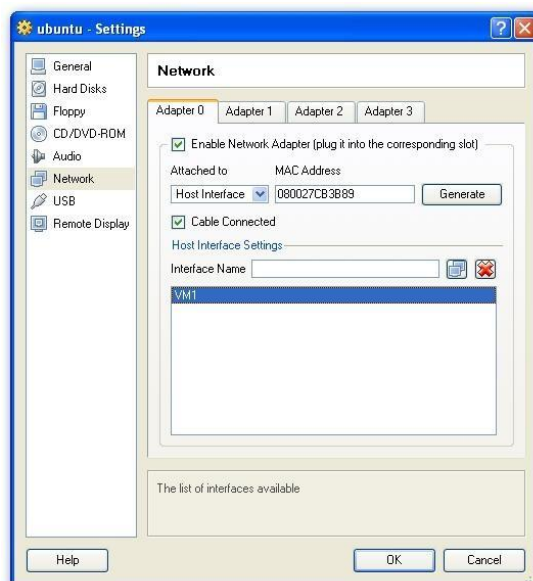 ubuntu - Settings
General
Hard Disks
Floppy
CD/DVD-ROM
Audio
Network
USB
Remote Display
Network
Adapter 0 Adapter 1 Adapter 2 Adapter 3
Enable Network Adapter (plug it into the corresponding slot)
Attached to MAC Address
Host Interface 080027CB3B89 Generate
Cable Connected
Host Interface Settings
Interface Name
VM1
The list of interfaces available
Help OK Cancel